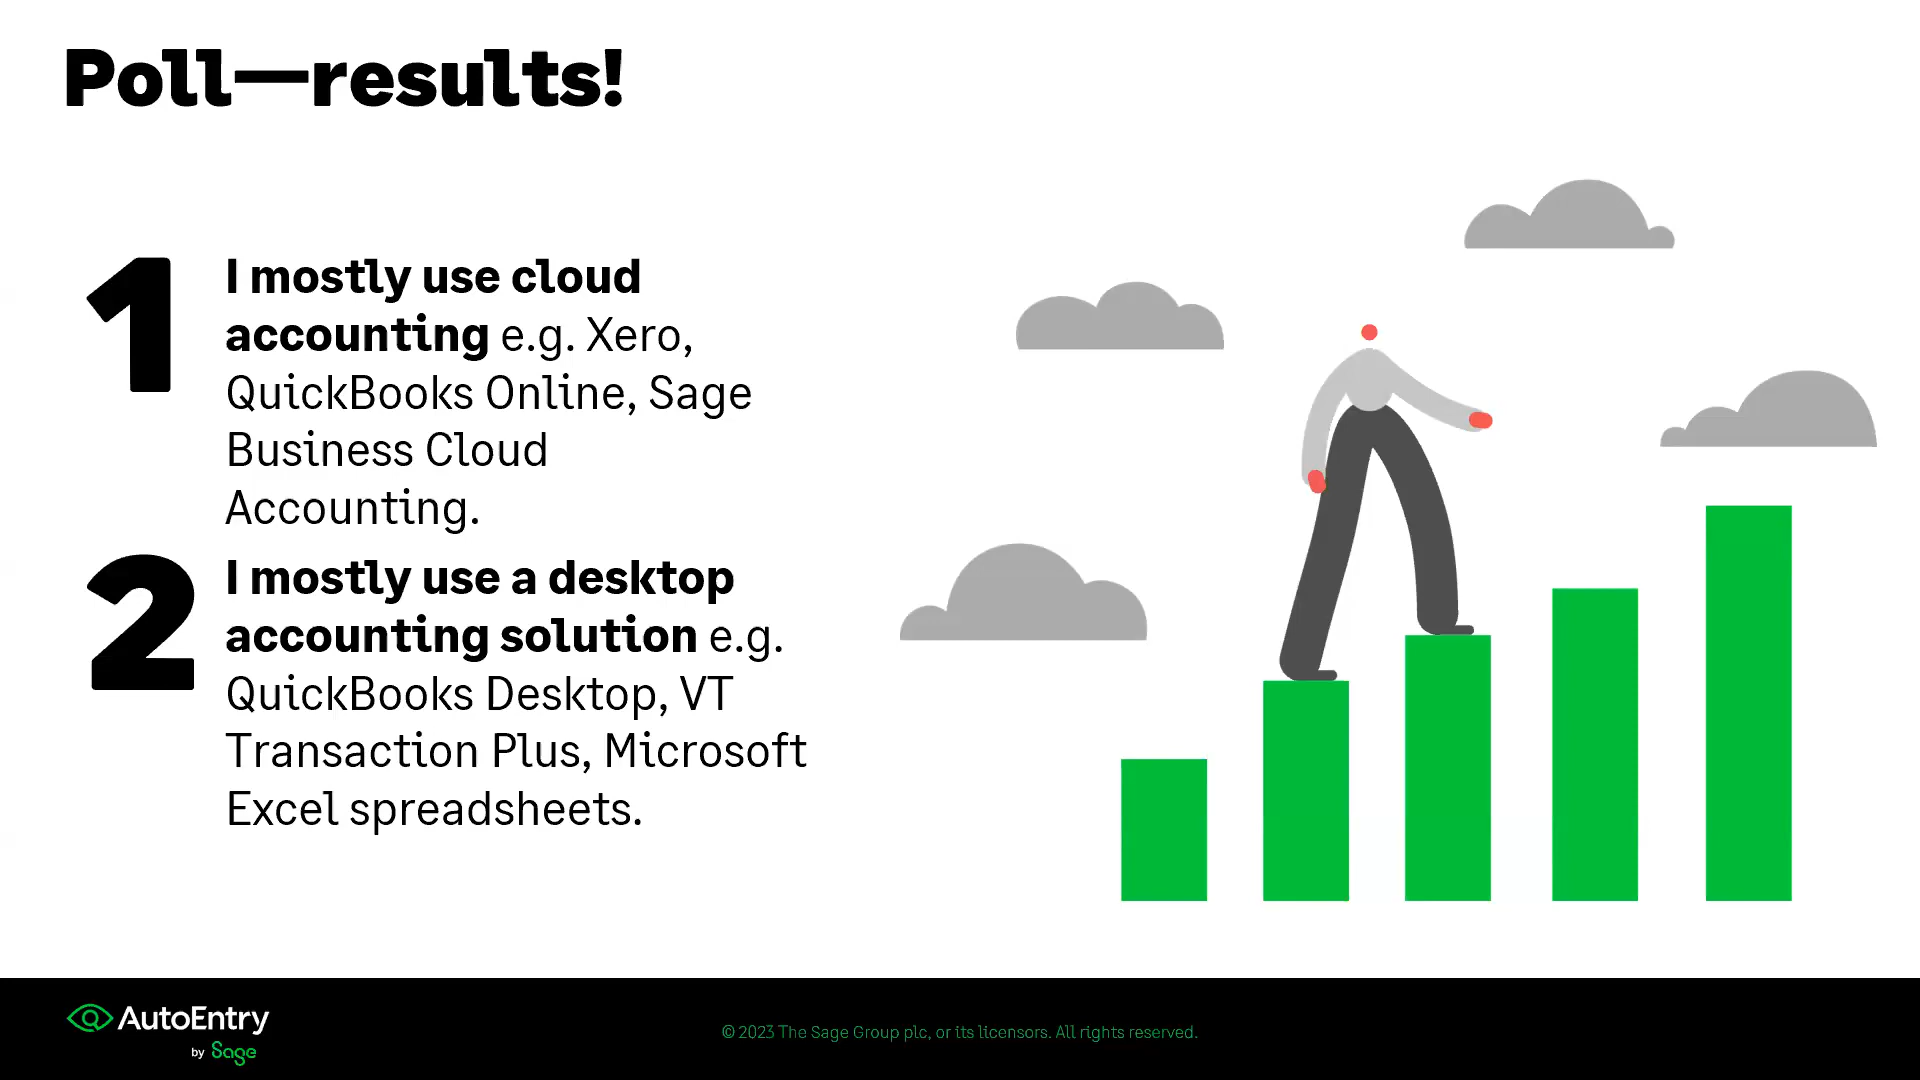 Poll—results!
1
I mostly use cloud
accounting e.g. Xero,
QuickBooks Online, Sage
Business Cloud
Accounting.
2
I mostly use a desktop
accounting solution e.g.
QuickBooks Desktop, VT
Transaction Plus, Microsoft
Excel spreadsheets.
AutoEntry
by Sage
© 2023 The Sage Group plc, or its licensors. All rights reserved.